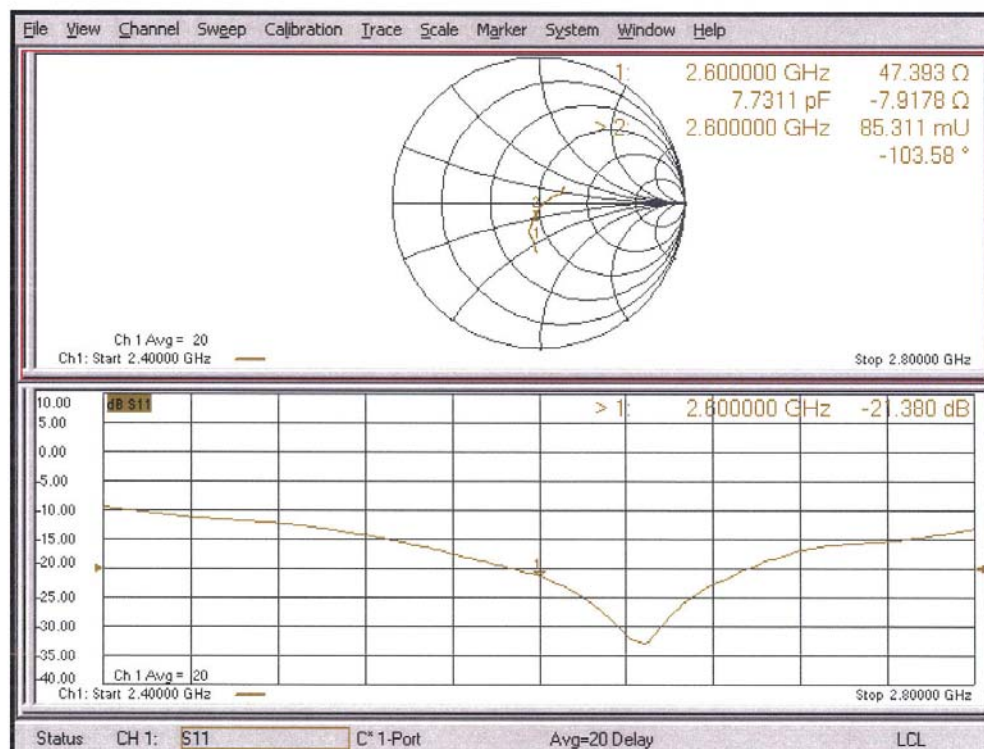 File View Channel Sweep Calibration Trace Scale Marker System Window Help
1: 2.600000 GHz 47.393 Ω
7.7311 pF -7.9178 Ω
> 2: 2.600000 GHz 85.311 mU
-103.58 °
1
Ch 1 Avg = 20
Ch1: Start 2.40000 GHz
Stop 2.80000 GHz
dB S11
> 1: 2.600000 GHz -21.380 dB
10.00
5.00
0.00
-5.00
-10.00
-15.00
-20.00
-25.00
-30.00
-35.00
-40.00
1
Ch 1 Avg = 20
Ch1: Start 2.40000 GHz
Stop 2.80000 GHz
Status CH 1: S11 C* 1-Port Avg=20 Delay LCL